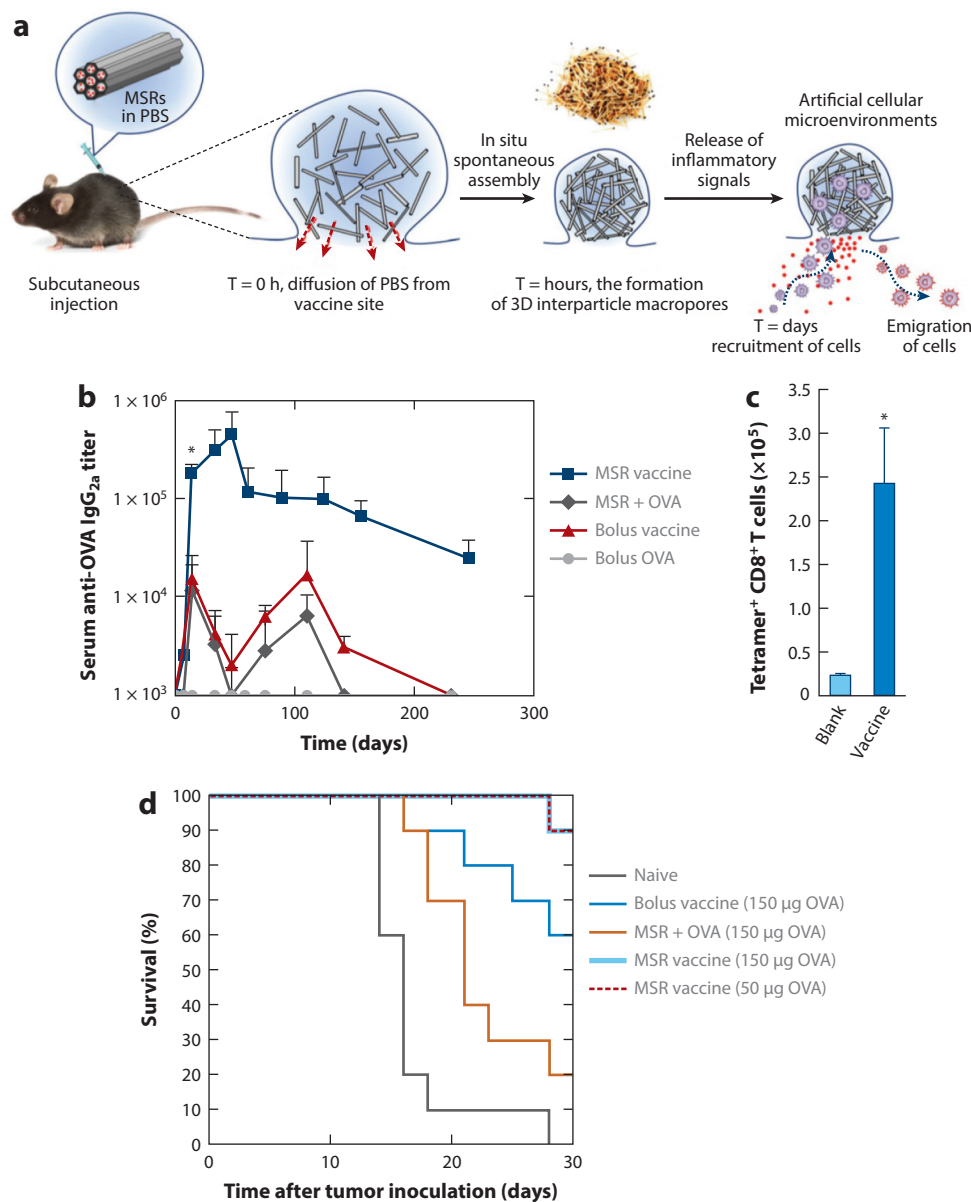 a
MSRs
in PBS
Subcutaneous
injection
T = 0 h, diffusion of PBS from
vaccine site
In situ
spontaneous
assembly
T = hours, the formation
of 3D interparticle macropores
Release of
inflammatory
signals
Artificial cellular
microenvironments
T = days
recruitment of cells
Emigration
of cells
b
Serum anti-OVA IgG2a titer
1 × 10⁶
1 × 10⁵
1 × 10⁴
1 × 10³
*
0
100
200
300
Time (days)
MSR vaccine
MSR + OVA
Bolus vaccine
Bolus OVA
c
Tetramer⁺ CD8⁺ T cells (×10⁵)
3.5
3.0
2.5
2.0
1.5
1.0
0.5
0
*
Blank
Vaccine
d
Survival (%)
100
90
80
70
60
50
40
30
20
10
0
0
10
20
30
Time after tumor inoculation (days)
Naive
Bolus vaccine (150 μg OVA)
MSR + OVA (150 μg OVA)
MSR vaccine (150 μg OVA)
MSR vaccine (50 μg OVA)